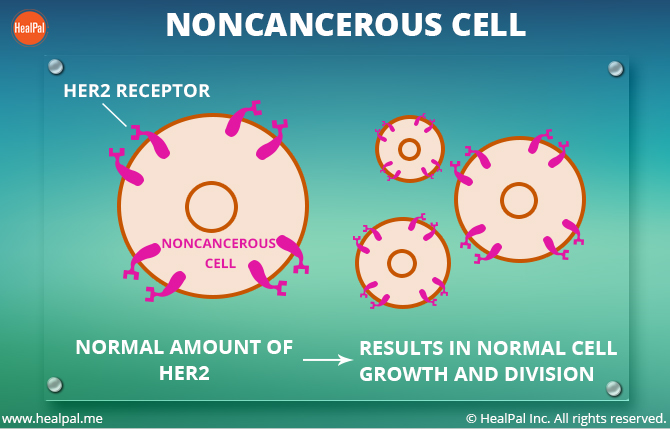 HealPal
NONCANCEROUS CELL
HER2 RECEPTOR
NONCANCEROUS
CELL
NORMAL AMOUNT OF
HER2
RESULTS IN NORMAL CELL
GROWTH AND DIVISION
www.healpal.me
© HealPal Inc. All rights reserved.